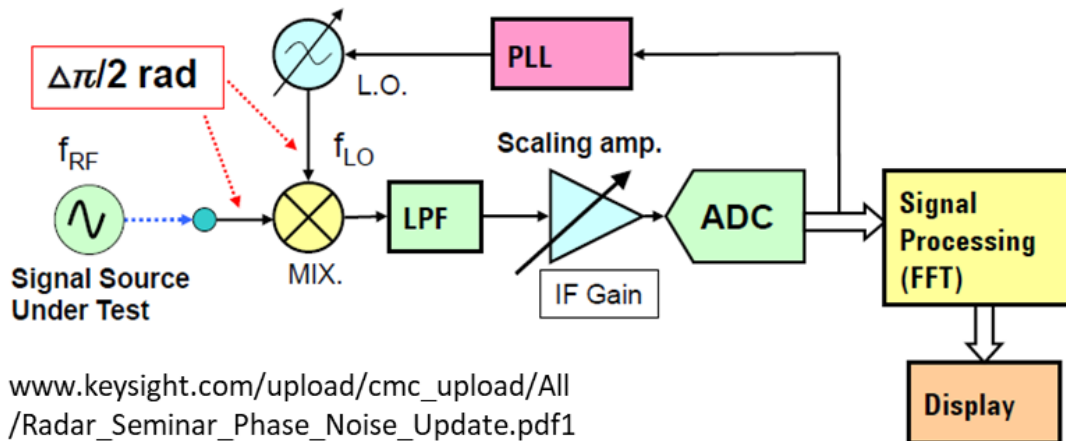 Δπ/2 rad
PLL
L.O.
f_RF
f_LO
Scaling amp.
LPF
ADC
Signal
Processing
(FFT)
MIX.
Signal Source
Under Test
IF Gain
Display
www.keysight.com/upload/cmc_upload/All
/Radar_Seminar_Phase_Noise_Update.pdf1